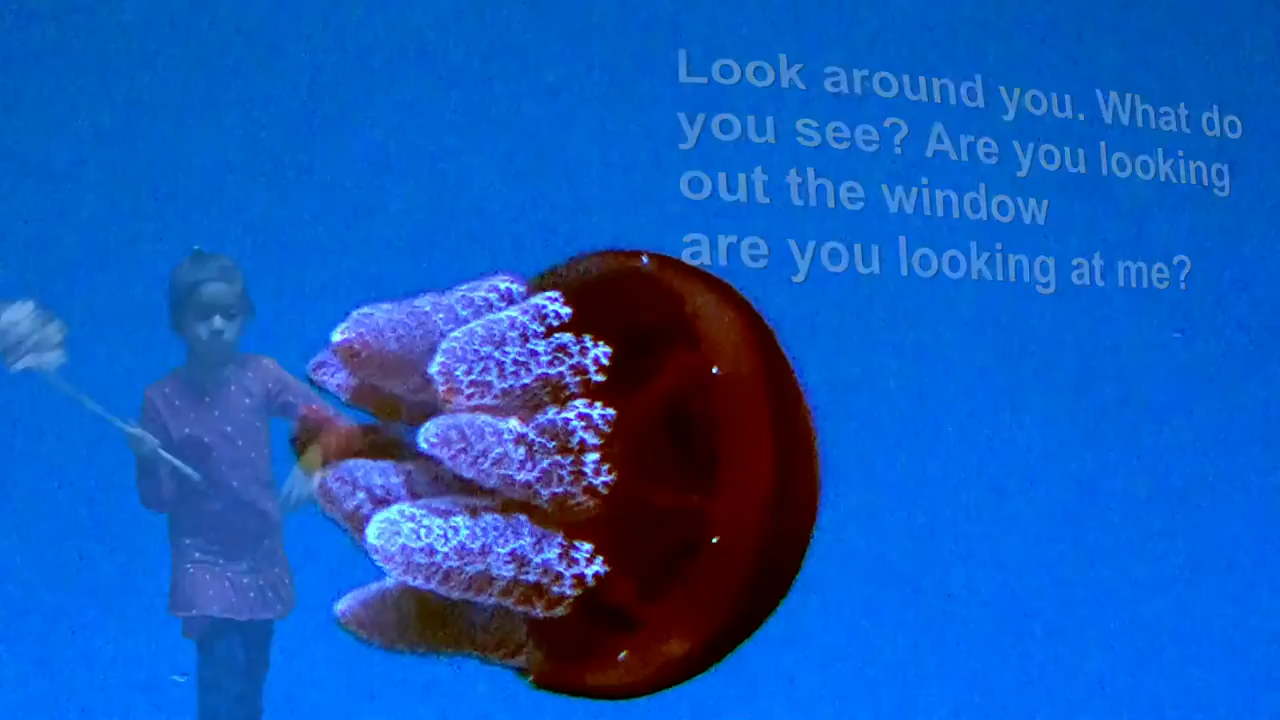 Look around you. What do
you see? Are you looking
out the window
are you looking at me?